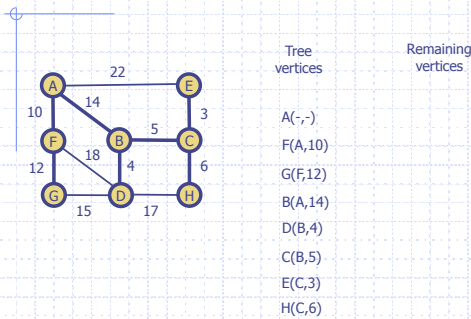 Tree vertices
Remaining vertices
22
A
E
14
10
3
5
F
B
C
18
12
4
6
G
D
H
15
17
A(-,-)
F(A,10)
G(F,12)
B(A,14)
D(B,4)
C(B,5)
E(C,3)
H(C,6)